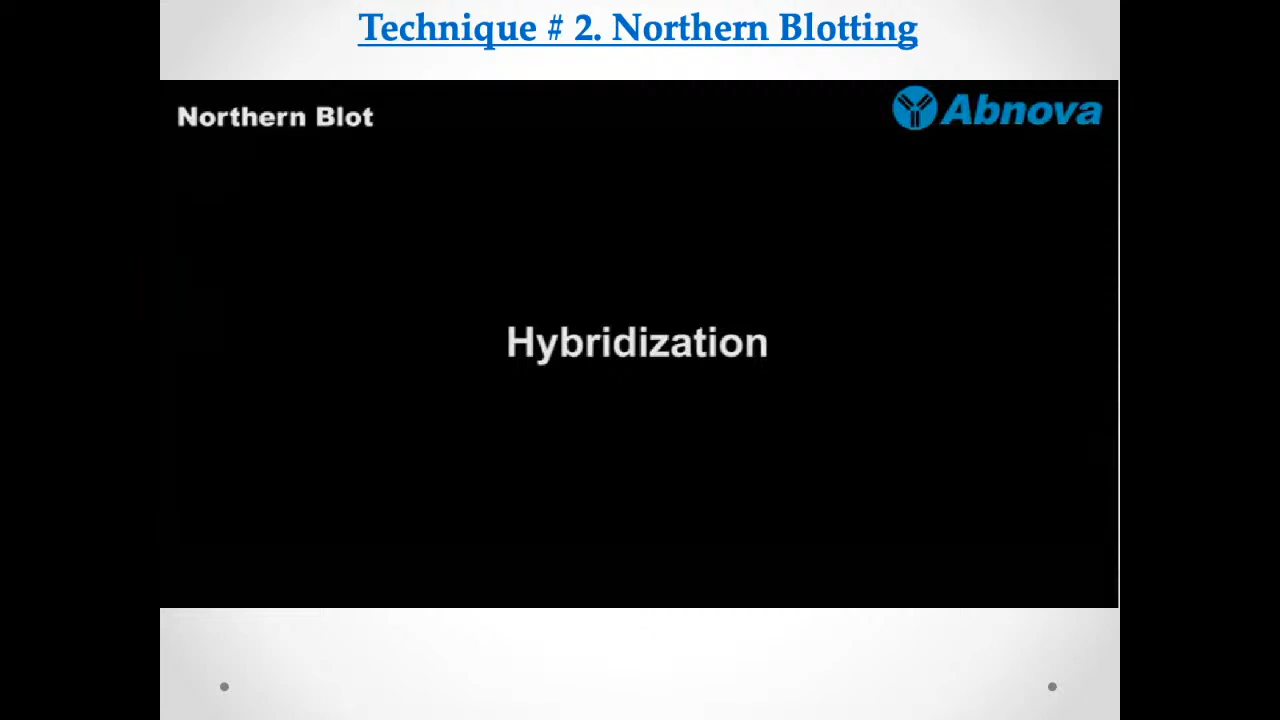 Technique # 2. Northern Blotting
Northern Blot
Abnova
Hybridization